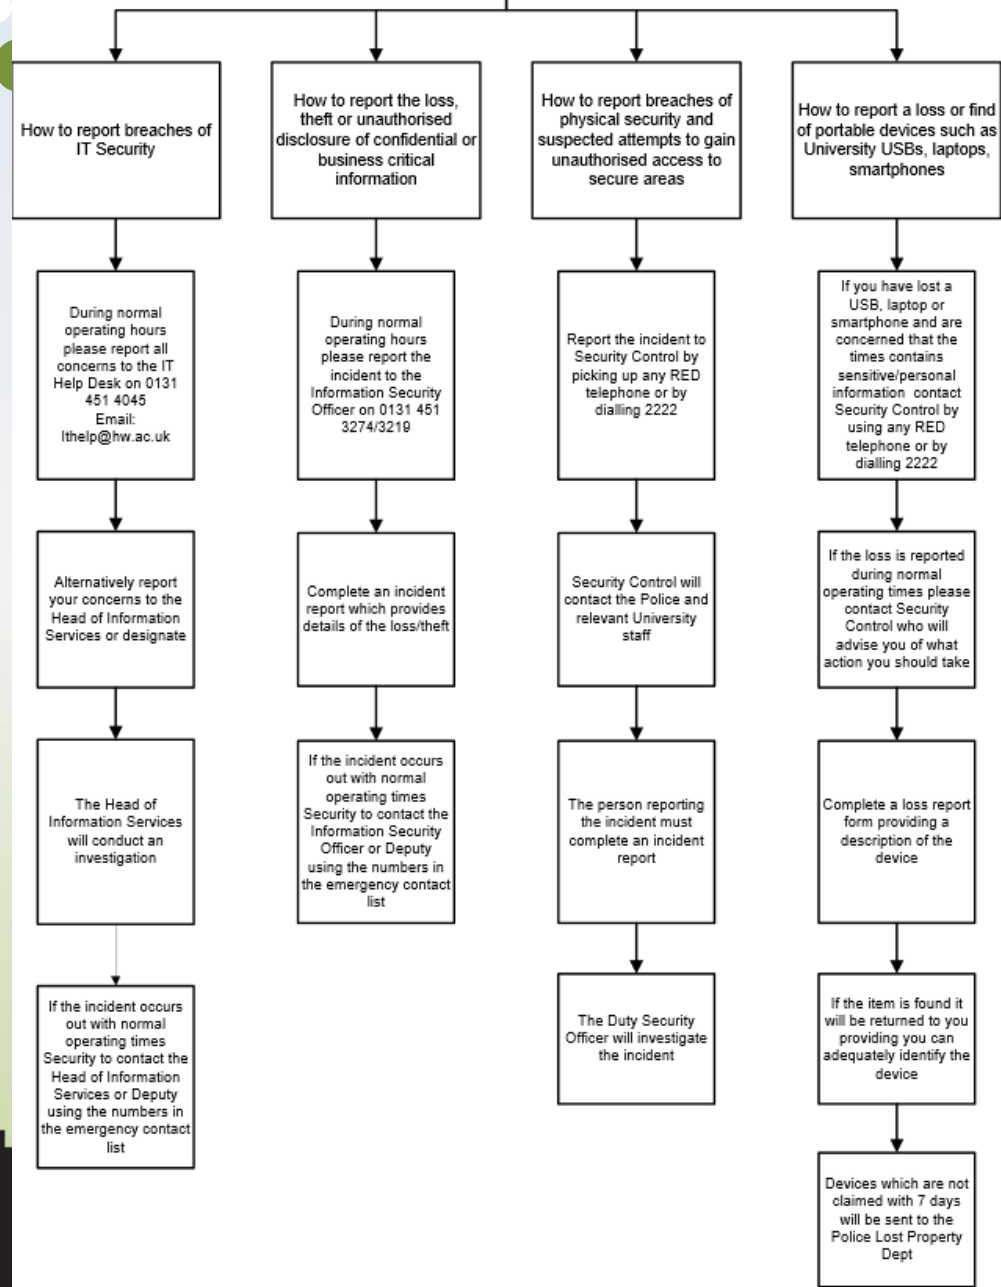 How to report breaches of
IT Security
How to report the loss,
theft or unauthorised
disclosure of confidential or
business critical
information
How to report breaches of
physical security and
suspected attempts to gain
unauthorised access to
secure areas
How to report a loss or find
of portable devices such as
University USBs, laptops,
smartphones
During normal
operating hours
please report all
concerns to the IT
Help Desk on 0131
451 4045
Email:
Ithelp@hw.ac.uk
During normal
operating hours
please report the
incident to the
Information Security
Officer on 0131 451
3274/3219
Report the incident to
Security Control by
picking up any RED
telephone or by
dialling 2222
If you have lost a
USB, laptop or
smartphone and are
concerned that the
times contains
sensitive/personal
information contact
Security Control by
using any RED
telephone or by
dialling 2222
Alternatively report
your concerns to the
Head of Information
Services or designate
Complete an incident
report which provides
details of the loss/theft
Security Control will
contact the Police and
relevant University
staff
If the loss is reported
during normal
operating times please
contact Security
Control who will
advise you of what
action you should take
The Head of
Information Services
will conduct an
investigation
If the incident occurs
out with normal
operating times
Security to contact the
Information Security
Officer or Deputy
using the numbers in
the emergency contact
list
The person reporting
the incident must
complete an incident
report
Complete a loss report
form providing a
description of the
device
If the incident occurs
out with normal
operating times
Security to contact the
Head of Information
Services or Deputy
using the numbers in
the emergency contact
list
The Duty Security
Officer will investigate
the incident
If the item is found it
will be returned to you
providing you can
adequately identify the
device
Devices which are not
claimed with 7 days
will be sent to the
Police Lost Property
Dept